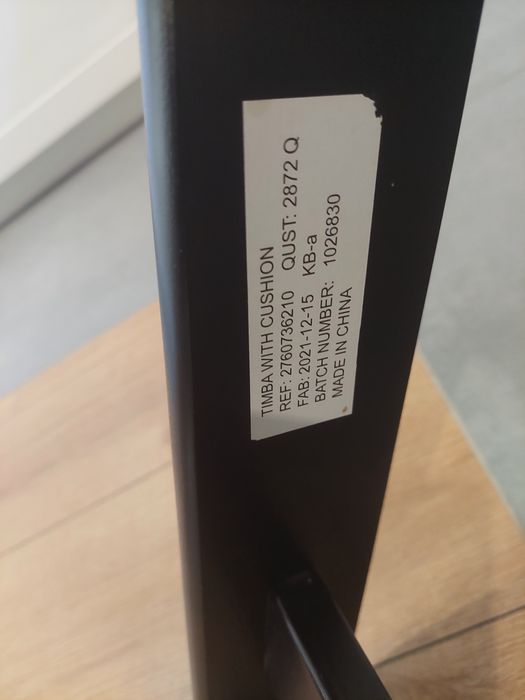 TIMBA WITH CUSHION
REF: 2760736210 QUST: 2872 Q
FAB: 2021-12-15 KB-a
BATCH NUMBER: 1026830
MADE IN CHINA